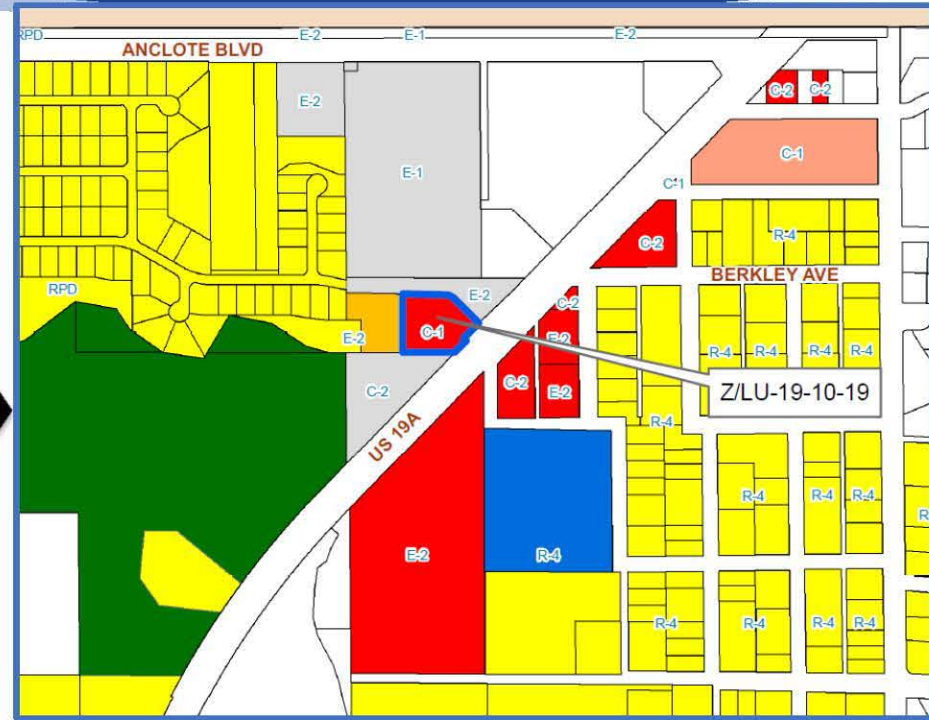 RPD
E-2
E-1
E-2
ANCLOTE BLVD
C-2
C-2
E-2
C-1
E-1
C-1
R-4
C-2
BERKLEY AVE
RPD
E-2
C-2
C-1
E-2
E-2
R-4
R-4
R-4
R-4
C-2
C-2
E-2
Z/LU-19-10-19
R-4
US 19A
R-4
R-4
R-4
E-2
R-4
R
R-4
R-4
R-4
R-4